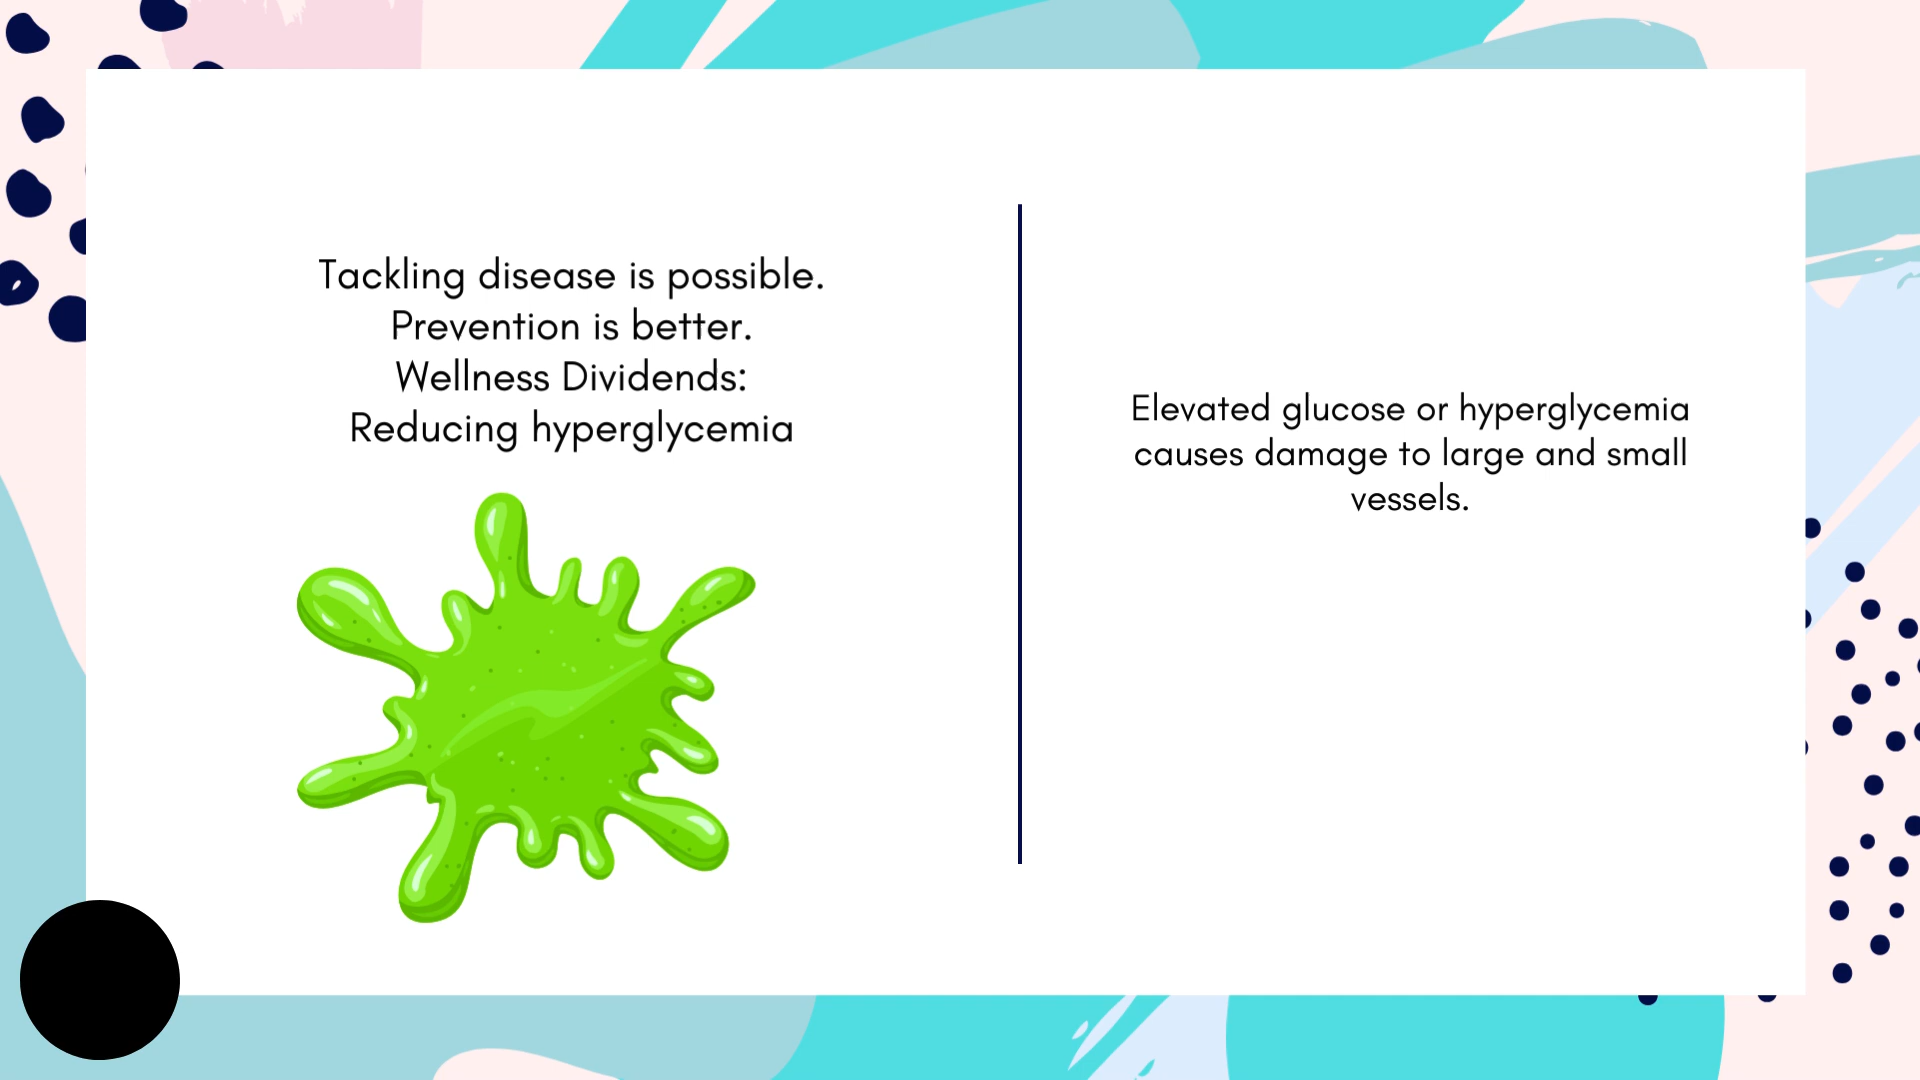 Tackling disease is possible.
Prevention is better.
Wellness Dividends:
Reducing hyperglycemia
Elevated glucose or hyperglycemia
causes damage to large and small
vessels.